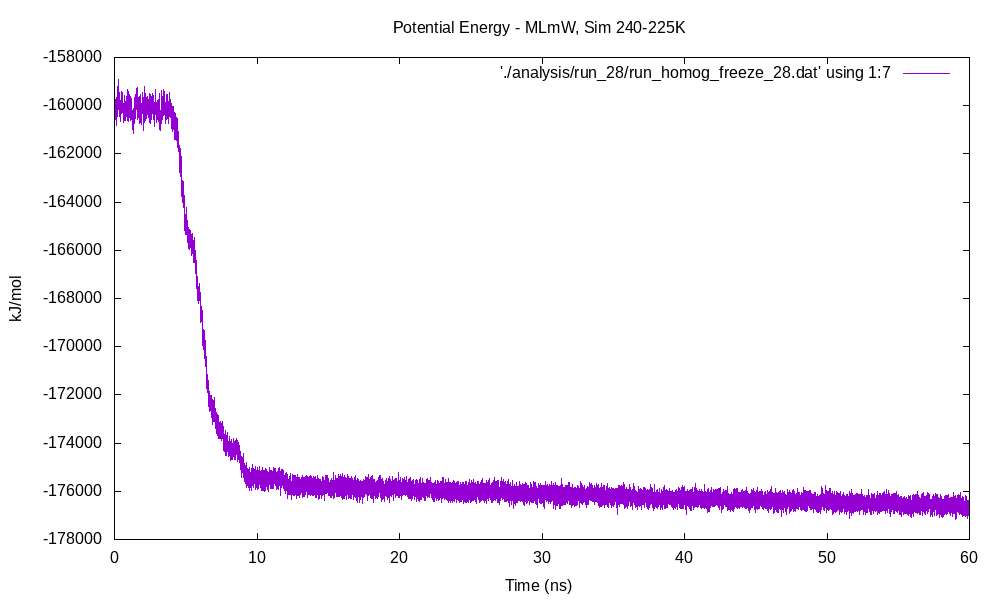 Potential Energy - MLmW, Sim 240-225K
'./analysis/run_28/run_homog_freeze_28.dat' using 1:7
-158000
-160000
-162000
-164000
-166000
-168000
-170000
-172000
-174000
-176000
-178000
kJ/mol
0 10 20 30 40 50 60
Time (ns)